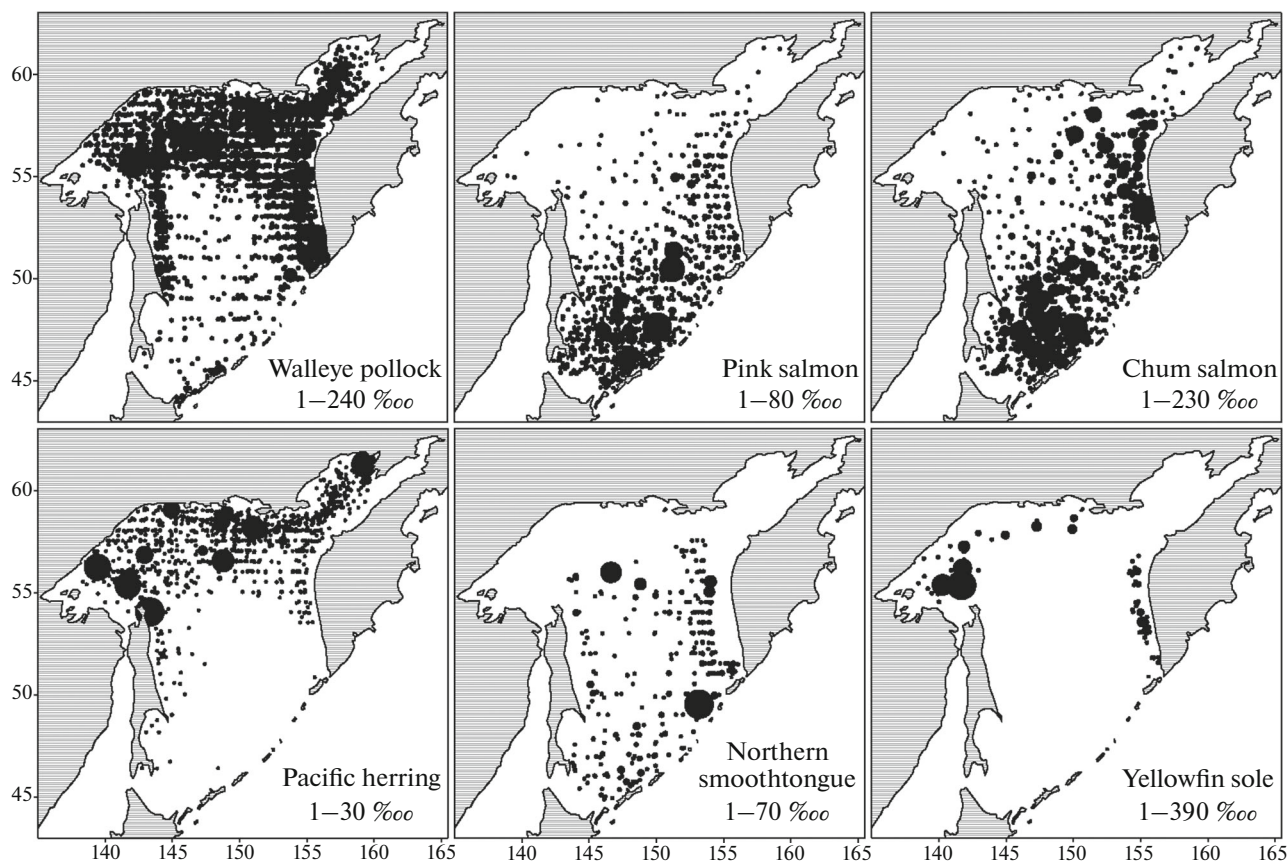 60
55
50
45
Walleye pollock
1–240 ‱
Pink salmon
1–80 ‱
Chum salmon
1–230 ‱
60
55
50
45
Pacific herring
1–30 ‱
Northern
smoothtongue
1–70 ‱
Yellowfin sole
1–390 ‱
140 145 150 155 160 165 140 145 150 155 160 165 140 145 150 155 160 165